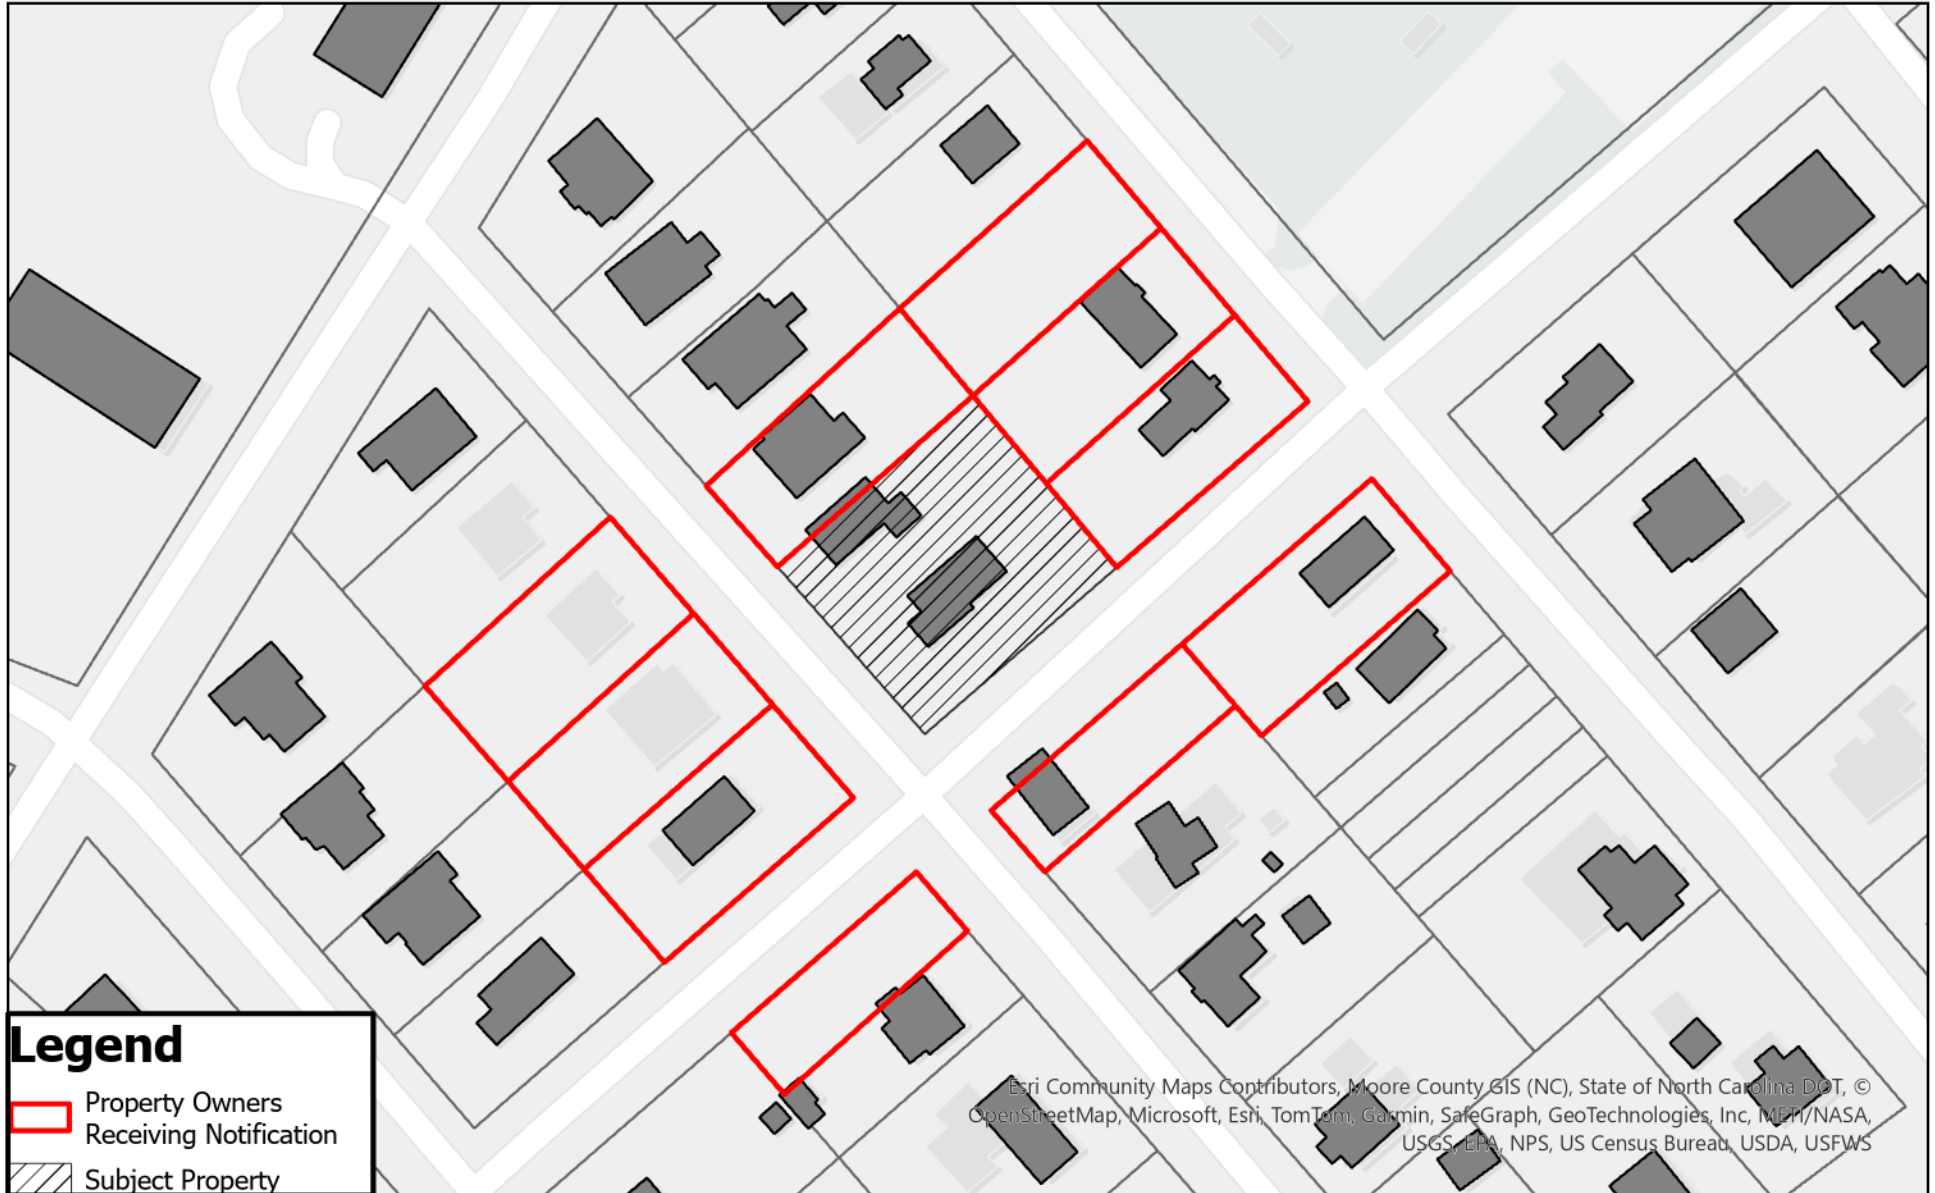 Legend
Property Owners
Receiving Notification
Subject Property
Esri Community Maps Contributors, Moore County GIS (NC), State of North Carolina DOT, ©
OpenStreetMap, Microsoft, Esri, TomTom, Garmin, SafeGraph, GeoTechnologies, Inc, METI/NASA,
USGS, EPA, NPS, US Census Bureau, USDA, USFWS